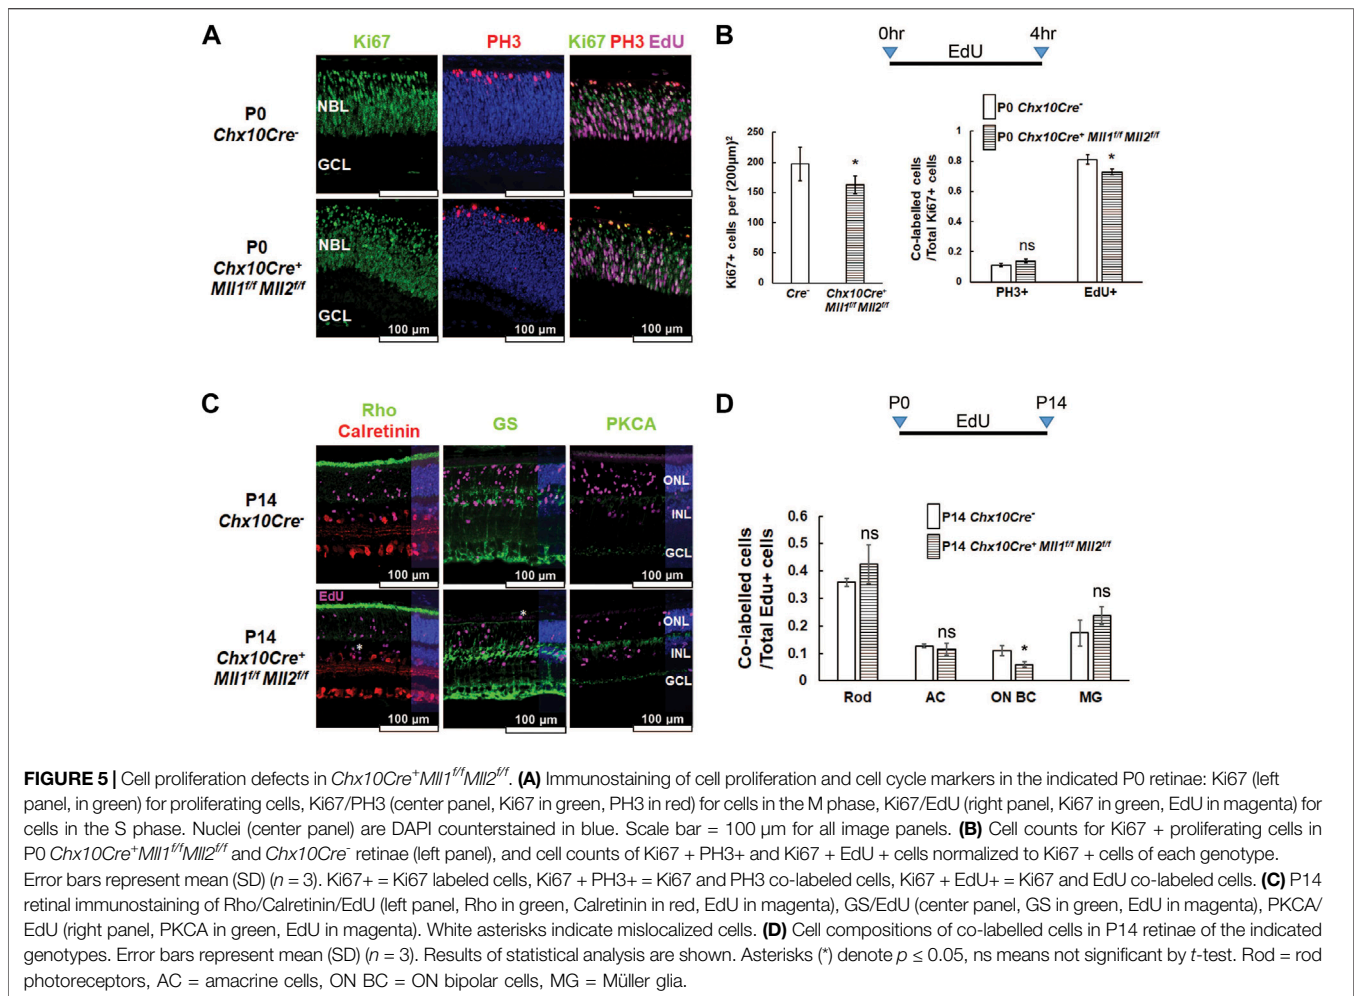 A
Ki67
PH3
Ki67 PH3 EdU
P0
Chx10Cre-
NBL
GCL
P0
Chx10Cre+
Mll1f/f Mll2f/f
NBL
GCL
100 µm
100 µm
100 µm
B
0hr
4hr
EdU
Ki67+ cells per (200µm)2
250
200
150
100
50
0
*
Cre-
Chx10Cre+
Mll1f/f Mll2f/f
P0 Chx10Cre-
P0 Chx10Cre+ Mll1f/f Mll2f/f
Co-labelled cells
/Total Ki67+ cells
1
0.8
0.6
0.4
0.2
0
ns
*
PH3+
EdU+
C
Rho
Calretinin
GS
PKCA
P14
Chx10Cre-
ONL
INL
GCL
100 µm
100 µm
100 µm
P14
Chx10Cre+
Mll1f/f Mll2f/f
EdU
*
*
ONL
INL
GCL
100 µm
100 µm
100 µm
D
P0
P14
EdU
P14 Chx10Cre-
P14 Chx10Cre+ Mll1f/f Mll2f/f
Co-labelled cells
/Total Edu+ cells
0.6
0.5
0.4
0.3
0.2
0.1
0
ns
ns
*
ns
Rod
AC
ON BC
MG
FIGURE 5 | Cell proliferation defects in Chx10Cre+Mll1f/fMll2f/f. (A) Immunostaining of cell proliferation and cell cycle markers in the indicated P0 retinae: Ki67 (left
panel, in green) for proliferating cells, Ki67/PH3 (center panel, Ki67 in green, PH3 in red) for cells in the M phase, Ki67/EdU (right panel, Ki67 in green, EdU in magenta) for
cells in the S phase. Nuclei (center panel) are DAPI counterstained in blue. Scale bar = 100 µm for all image panels. (B) Cell counts for Ki67 + proliferating cells in
P0 Chx10Cre+Mll1f/fMll2f/f and Chx10Cre- retinae (left panel), and cell counts of Ki67 + PH3+ and Ki67 + EdU + cells normalized to Ki67 + cells of each genotype.
Error bars represent mean (SD) (n = 3). Ki67+ = Ki67 labeled cells, Ki67 + PH3+ = Ki67 and PH3 co-labeled cells, Ki67 + EdU+ = Ki67 and EdU co-labeled cells. (C) P14
retinal immunostaining of Rho/Calretinin/EdU (left panel, Rho in green, Calretinin in red, EdU in magenta), GS/EdU (center panel, GS in green, EdU in magenta), PKCA/
EdU (right panel, PKCA in green, EdU in magenta). White asterisks indicate mislocalized cells. (D) Cell compositions of co-labelled cells in P14 retinae of the indicated
genotypes. Error bars represent mean (SD) (n = 3). Results of statistical analysis are shown. Asterisks (*) denote p ≤ 0.05, ns means not significant by t-test. Rod = rod
photoreceptors, AC = amacrine cells, ON BC = ON bipolar cells, MG = Müller glia.